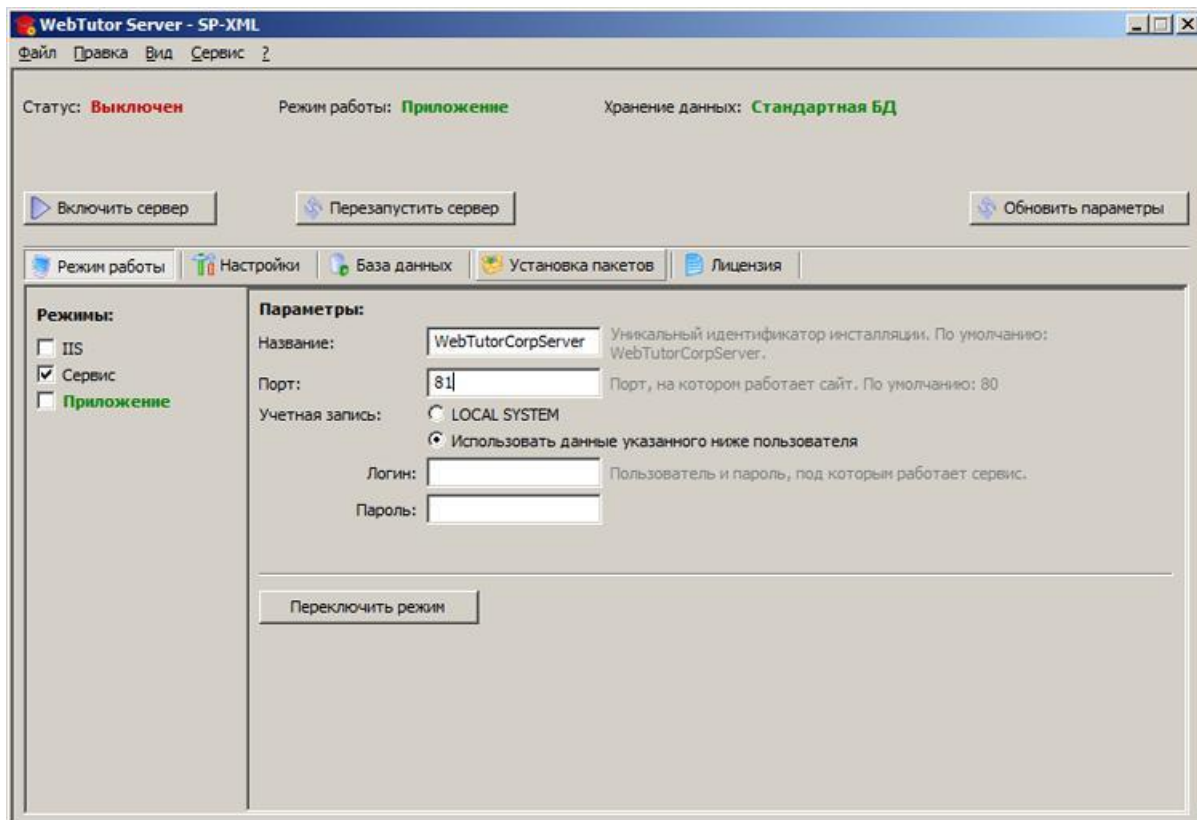 WebTutor Server - SP-XML
Файл Правка Вид Сервис ?
Статус: Выключен Режим работы: Приложение Хранение данных: Стандартная БД
Включить сервер Перезапустить сервер Обновить параметры
Режим работы Настройки База данных Установка пакетов Лицензия
Режимы:
IIS
Сервис
Приложение
Параметры:
Название: WebTutorCorpServer Уникальный идентификатор инсталляции. По умолчанию:
WebTutorCorpServer.
Порт: 81 Порт, на котором работает сайт. По умолчанию: 80
Учетная запись: LOCAL SYSTEM
Использовать данные указанного ниже пользователя
Логин: Пользователь и пароль, под которым работает сервис.
Пароль:
Переключить режим